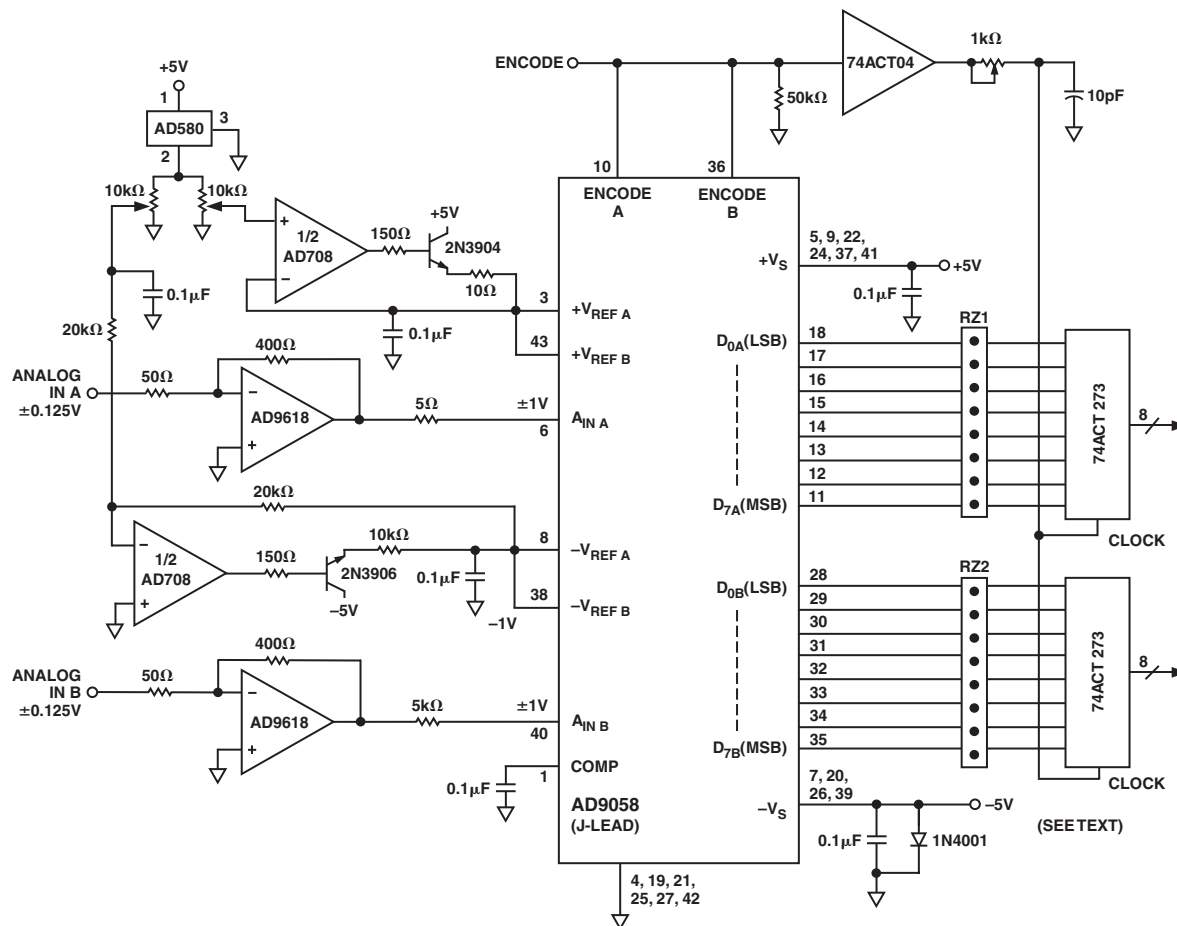 ENCODE
74ACT04
1kΩ
50kΩ
10pF
+5V
1
AD580
3
2
10kΩ
10kΩ
+
1/2
AD708
–
150Ω
+5V
2N3904
10Ω
0.1µF
0.1µF
20kΩ
10
36
ENCODE
A
ENCODE
B
5, 9, 22,
24, 37, 41
+VS
+5V
0.1µF
3
+VREF A
43
+VREF B
ANALOG
IN A
±0.125V
50Ω
400Ω
–
AD9618
+
5Ω
±1V
AIN A
6
D0A(LSB)
18
17
16
15
14
13
12
11
D7A(MSB)
RZ1
74ACT 273
8
CLOCK
20kΩ
–
1/2
AD708
+
150Ω
2N3906
–5V
10kΩ
0.1µF
8
–VREF A
38
–VREF B
–1V
D0B(LSB)
28
29
30
31
32
33
34
35
D7B(MSB)
RZ2
74ACT 273
8
CLOCK
ANALOG
IN B
±0.125V
50Ω
400Ω
–
AD9618
+
5kΩ
±1V
AIN B
40
COMP
1
0.1µF
AD9058
(J-LEAD)
7, 20,
26, 39
–VS
–5V
0.1µF
1N4001
(SEE TEXT)
4, 19, 21,
25, 27, 42